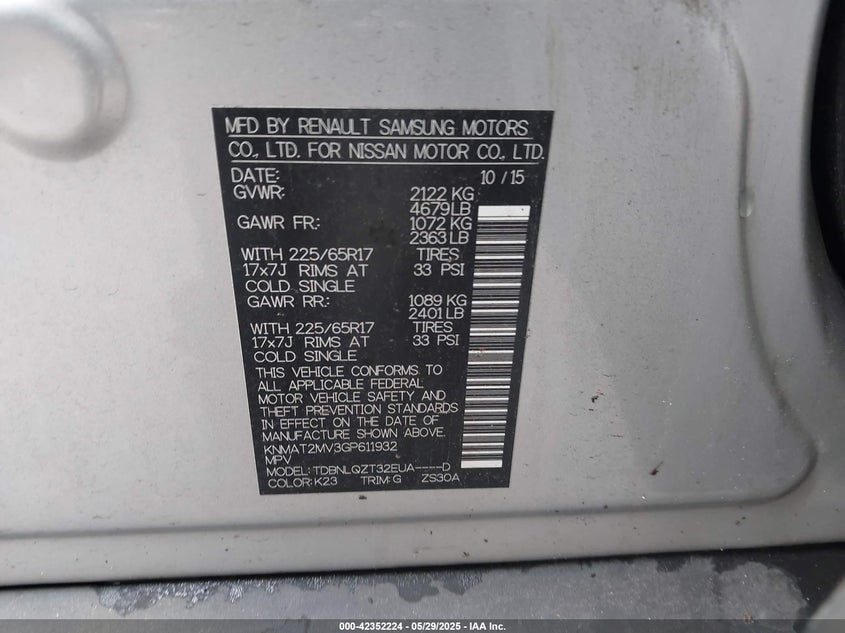 MFD BY RENAULT SAMSUNG MOTORS
CO., LTD. FOR NISSAN MOTOR CO., LTD.
DATE: 10 / 15
GVWR: 2122 KG
4679LB
GAWR FR: 1072 KG
2363LB
WITH 225/65R17 TIRES
17x7J RIMS AT 33 PSI
COLD SINGLE
GAWR RR: 1089 KG
2401LB
WITH 225/65R17 TIRES
17x7J RIMS AT 33 PSI
COLD SINGLE
THIS VEHICLE CONFORMS TO
ALL APPLICABLE FEDERAL
MOTOR VEHICLE SAFETY AND
THEFT PREVENTION STANDARDS
IN EFFECT ON THE DATE OF
MANUFACTURE SHOWN ABOVE.
KNMAT2MV3GP611932
MPV
MODEL: TDBNLQZT32EUA----D
COLOR: K23 TRIM: G ZS30A
000-42352224 - 05/29/2025 - IAA Inc.